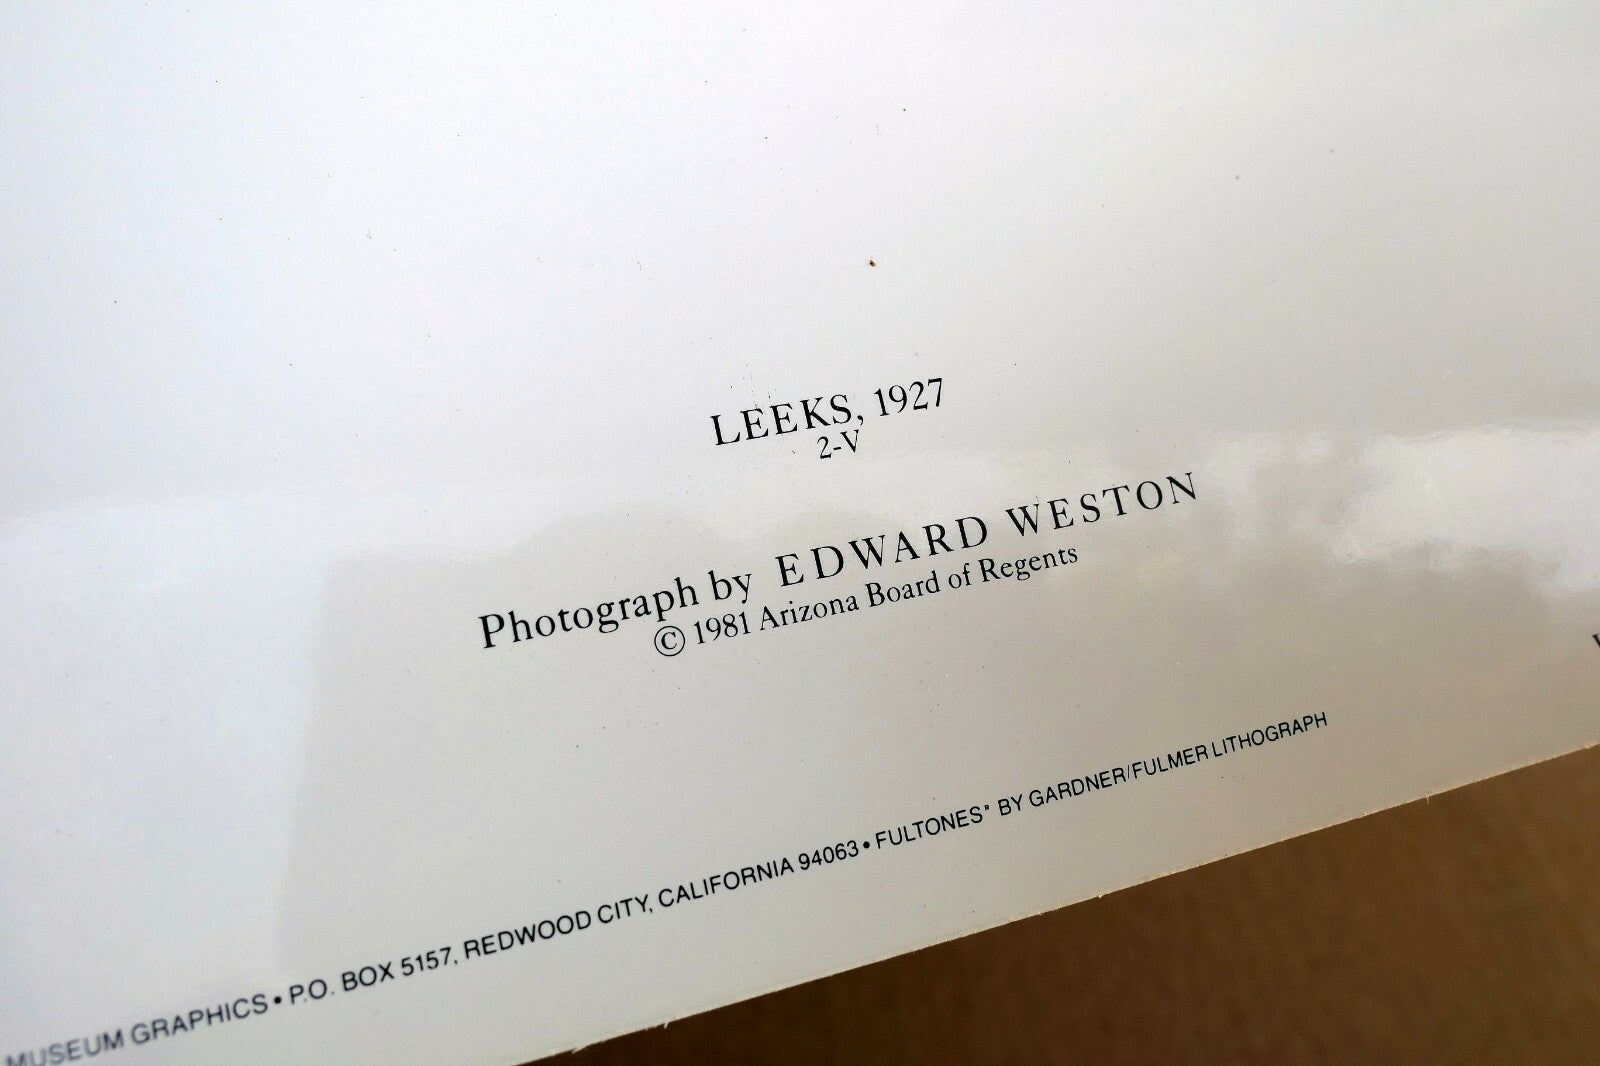 LEEKS, 1927
2-V
Photograph by EDWARD WESTON
© 1981 Arizona Board of Regents
MUSEUM GRAPHICS • P.O. BOX 5157, REDWOOD CITY, CALIFORNIA 94063 • FULTONES® BY GARDNER/FULMER LITHOGRAPH